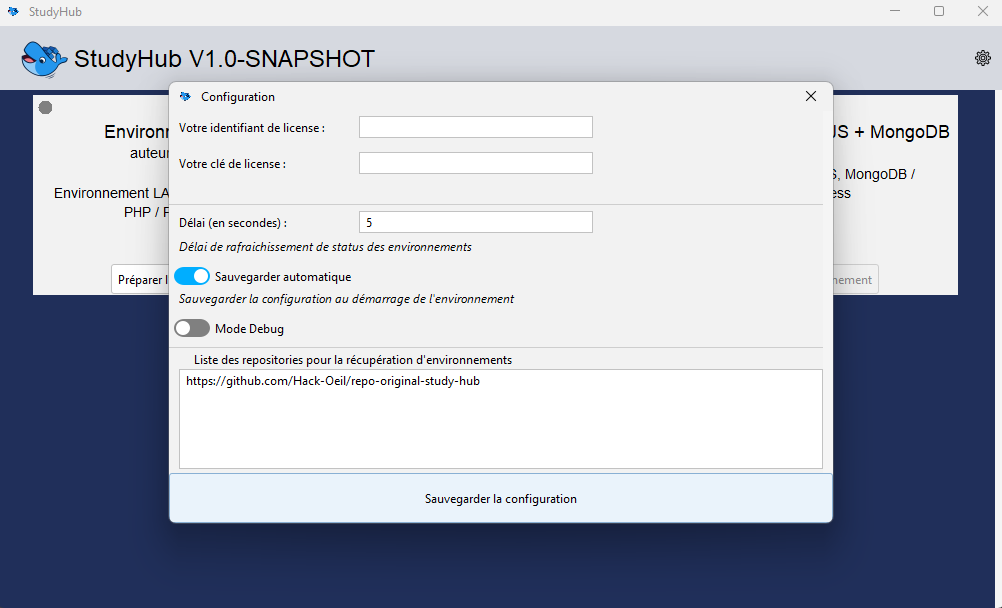 StudyHub
StudyHub V1.0-SNAPSHOT
Configuration
Votre identifiant de license :
Votre clé de license :
Délai (en secondes) :
5
Délai de rafraichissement de status des environnements
Sauvegarder automatique
Sauvegarder la configuration au démarrage de l'environnement
Mode Debug
Liste des repositories pour la récupération d'environnements
https://github.com/Hack-Oeil/repo-original-study-hub
Sauvegarder la configuration
Environn
auteu
Environnement LA
PHP / 
Préparer l
JS + MongoDB
S, MongoDB /
ess
nement